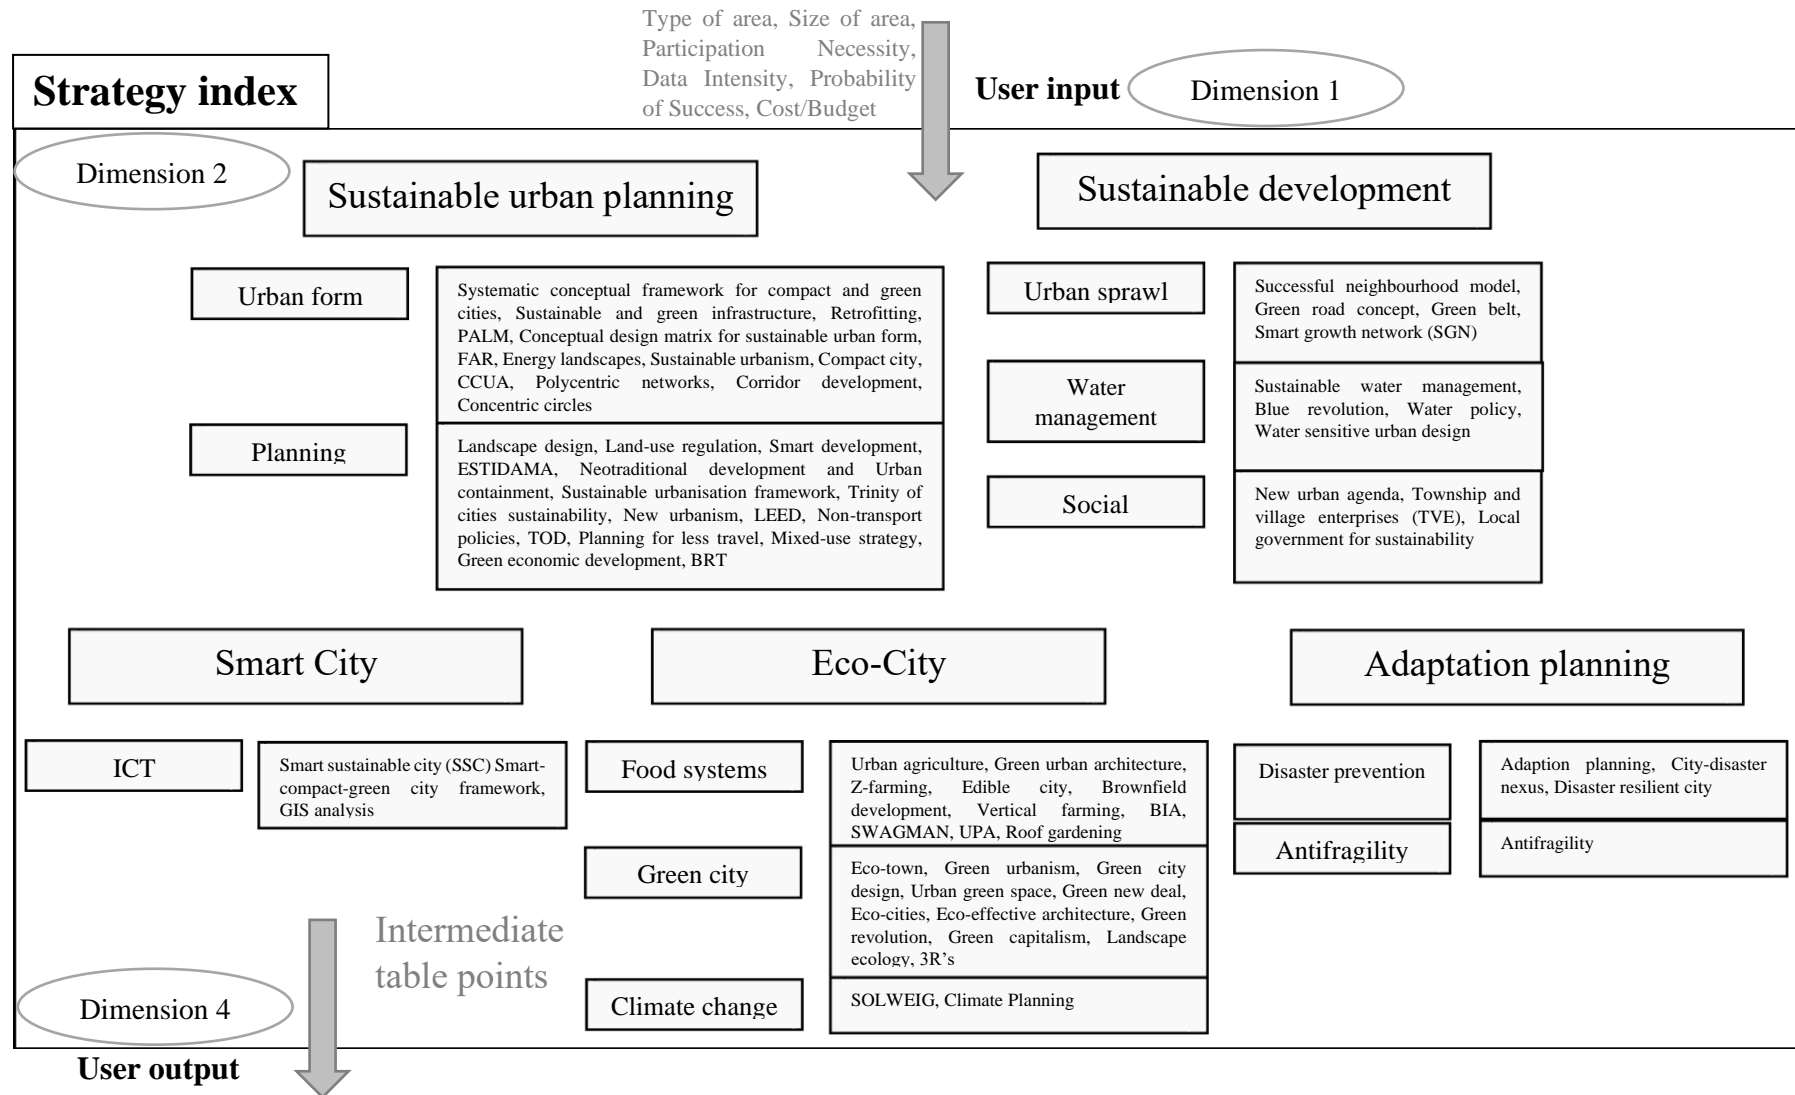 Type of area, Size of area,
Participation Necessity,
Data Intensity, Probability
of Success, Cost/Budget
User input
Dimension 1
Strategy index
Dimension 2
Sustainable urban planning
Sustainable development
Urban form
Systematic conceptual framework for compact and green
cities, Sustainable and green infrastructure, Retrofitting,
PALM, Conceptual design matrix for sustainable urban form,
FAR, Energy landscapes, Sustainable urbanism, Compact city,
CCUA, Polycentric networks, Corridor development,
Concentric circles
Planning
Landscape design, Land-use regulation, Smart development,
ESTIDAMA, Neotraditional development and Urban
containment, Sustainable urbanisation framework, Trinity of
cities sustainability, New urbanism, LEED, Non-transport
policies, TOD, Planning for less travel, Mixed-use strategy,
Green economic development, BRT
Urban sprawl
Successful neighbourhood model,
Green road concept, Green belt,
Smart growth network (SGN)
Water
management
Sustainable water management,
Blue revolution, Water policy,
Water sensitive urban design
Social
New urban agenda, Township and
village enterprises (TVE), Local
government for sustainability
Smart City
Eco-City
Adaptation planning
ICT
Smart sustainable city (SSC) Smart-
compact-green city framework,
GIS analysis
Food systems
Urban agriculture, Green urban architecture,
Z-farming, Edible city, Brownfield
development, Vertical farming, BIA,
SWAGMAN, UPA, Roof gardening
Green city
Eco-town, Green urbanism, Green city
design, Urban green space, Green new deal,
Eco-cities, Eco-effective architecture, Green
revolution, Green capitalism, Landscape
ecology, 3R's
Climate change
SOLWEIG, Climate Planning
Disaster prevention
Adaption planning, City-disaster
nexus, Disaster resilient city
Antifragility
Antifragility
Intermediate
table points
Dimension 4
User output